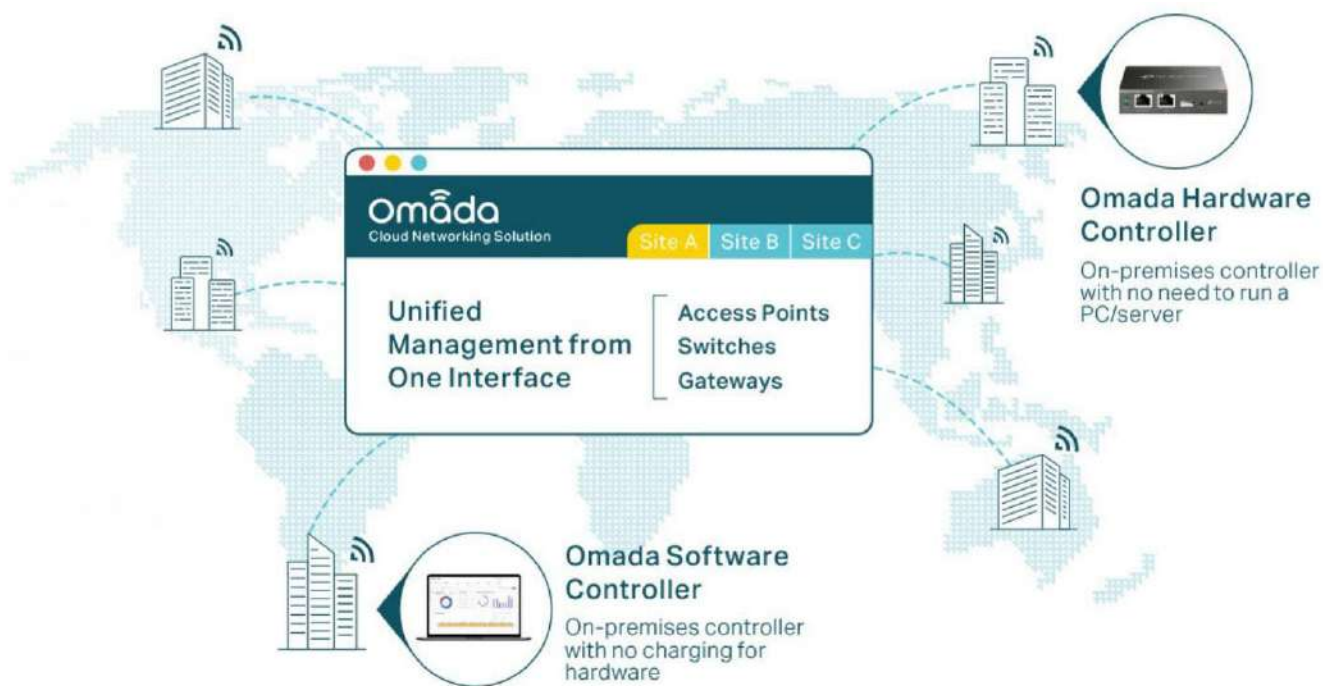 Omada
Cloud Networking Solution
Site A
Site B
Site C
Unified
Management from
One Interface
Access Points
Switches
Gateways
Omada Hardware
Controller
On-premises controller
with no need to run a
PC/server
Omada Software
Controller
On-premises controller
with no charging for
hardware